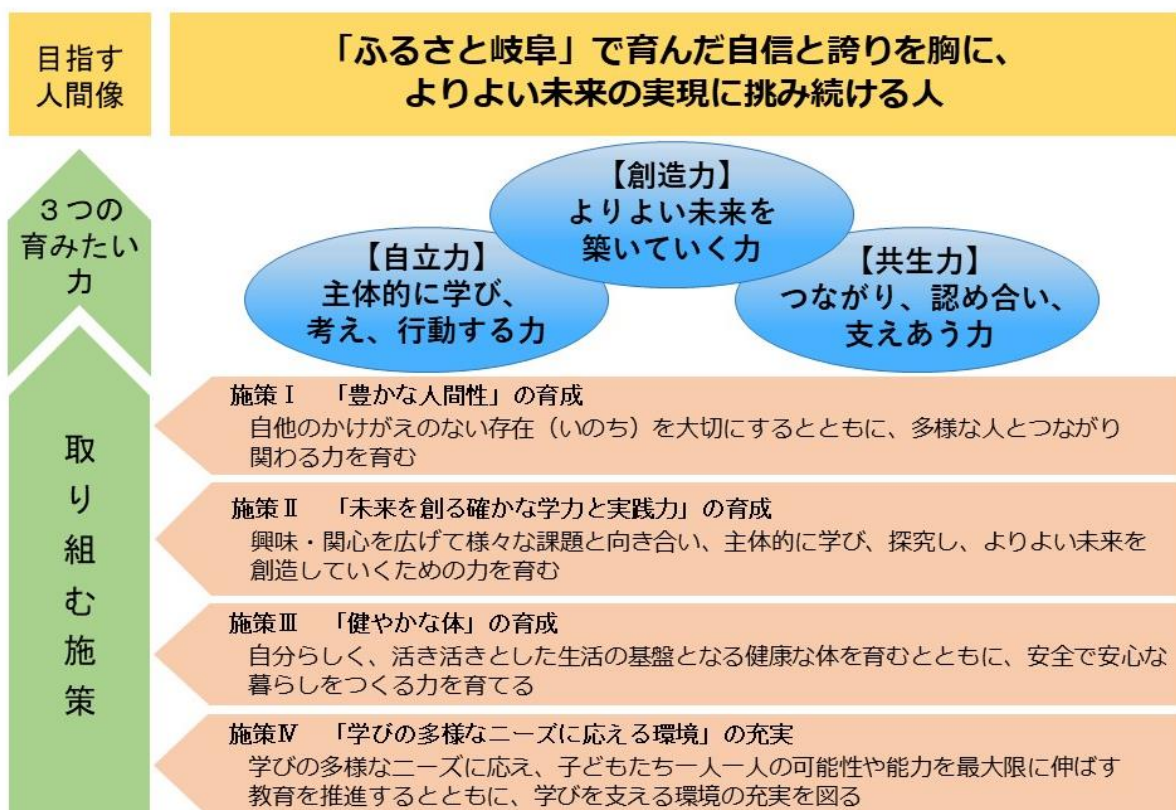 目指す
人間像
「ふるさと岐阜」で育んだ自信と誇りを胸に、
よりよい未来の実現に挑み続ける人
３つの
育みたい
力
【自立力】
主体的に学び、
考え、行動する力
【創造力】
よりよい未来を
築いていく力
【共生力】
つながり、認め合い、
支えあう力
取り組む施策
施策Ⅰ　「豊かな人間性」の育成
自他のかけがえのない存在（いのち）を大切にするとともに、多様な人とつながり
関わる力を育む
施策Ⅱ　「未来を創る確かな学力と実践力」の育成
興味・関心を広げて様々な課題と向き合い、主体的に学び、探究し、よりよい未来を
創造していくための力を育む
施策Ⅲ　「健やかな体」の育成
自分らしく、活き活きとした生活の基盤となる健康な体を育むとともに、安全で安心な
暮らしをつくる力を育てる
施策Ⅳ　「学びの多様なニーズに応える環境」の充実
学びの多様なニーズに応え、子どもたち一人一人の可能性や能力を最大限に伸ばす
教育を推進するとともに、学びを支える環境の充実を図る